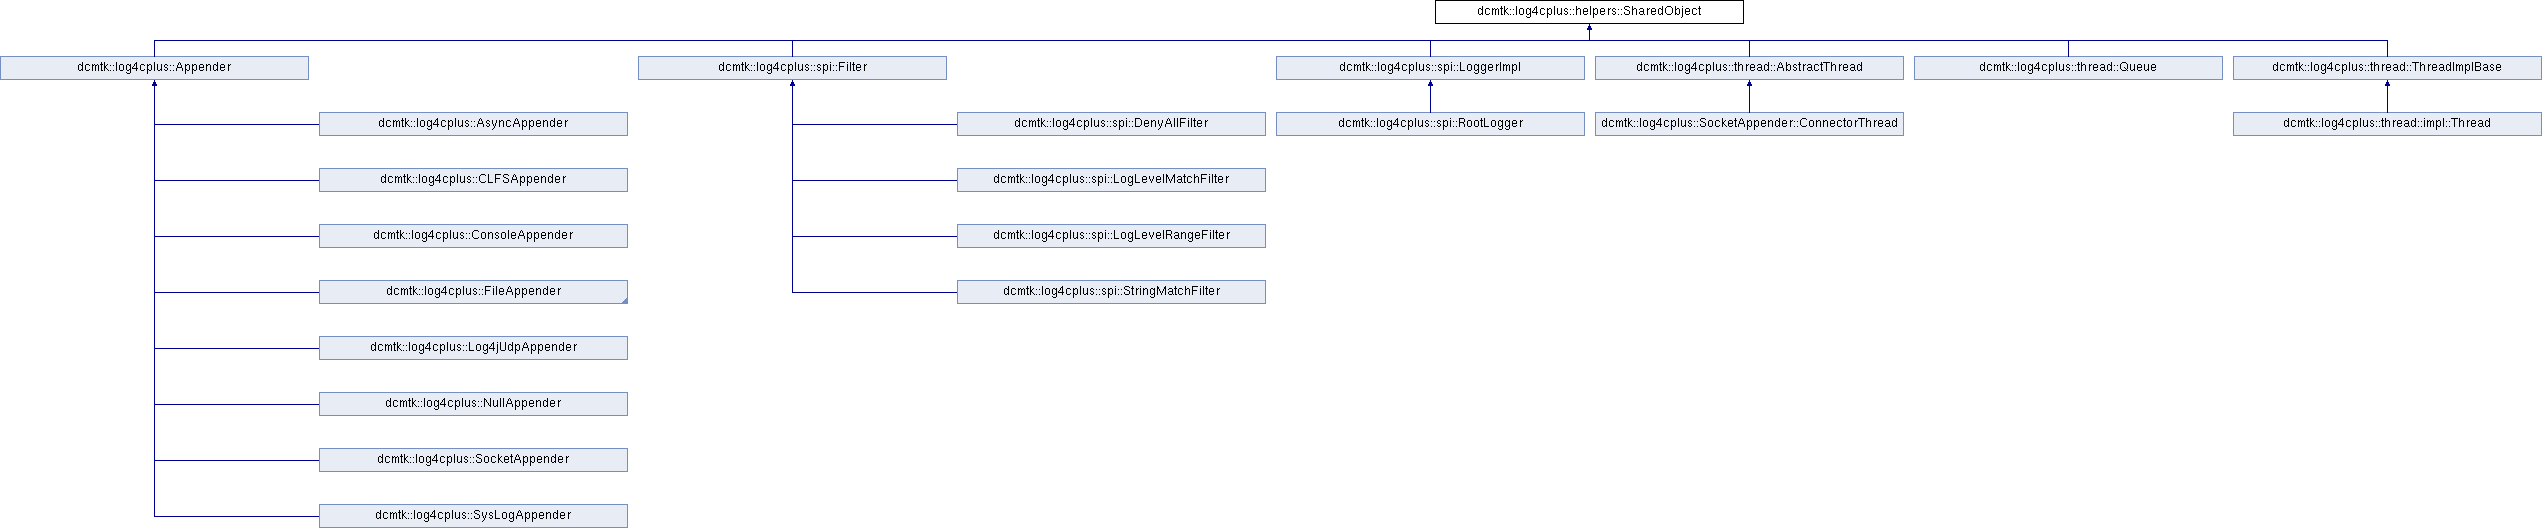 dcmtk::log4cplus::helpers::SharedObject
dcmtk::log4cplus::Appender
dcmtk::log4cplus::spi::Filter
dcmtk::log4cplus::spi::LoggerImpl
dcmtk::log4cplus::thread::AbstractThread
dcmtk::log4cplus::thread::Queue
dcmtk::log4cplus::thread::ThreadImplBase
dcmtk::log4cplus::AsyncAppender
dcmtk::log4cplus::spi::DenyAllFilter
dcmtk::log4cplus::spi::RootLogger
dcmtk::log4cplus::SocketAppender::ConnectorThread
dcmtk::log4cplus::thread::impl::Thread
dcmtk::log4cplus::CLFSAppender
dcmtk::log4cplus::spi::LogLevelMatchFilter
dcmtk::log4cplus::ConsoleAppender
dcmtk::log4cplus::spi::LogLevelRangeFilter
dcmtk::log4cplus::FileAppender
dcmtk::log4cplus::spi::StringMatchFilter
dcmtk::log4cplus::Log4jUdpAppender
dcmtk::log4cplus::NullAppender
dcmtk::log4cplus::SocketAppender
dcmtk::log4cplus::SysLogAppender